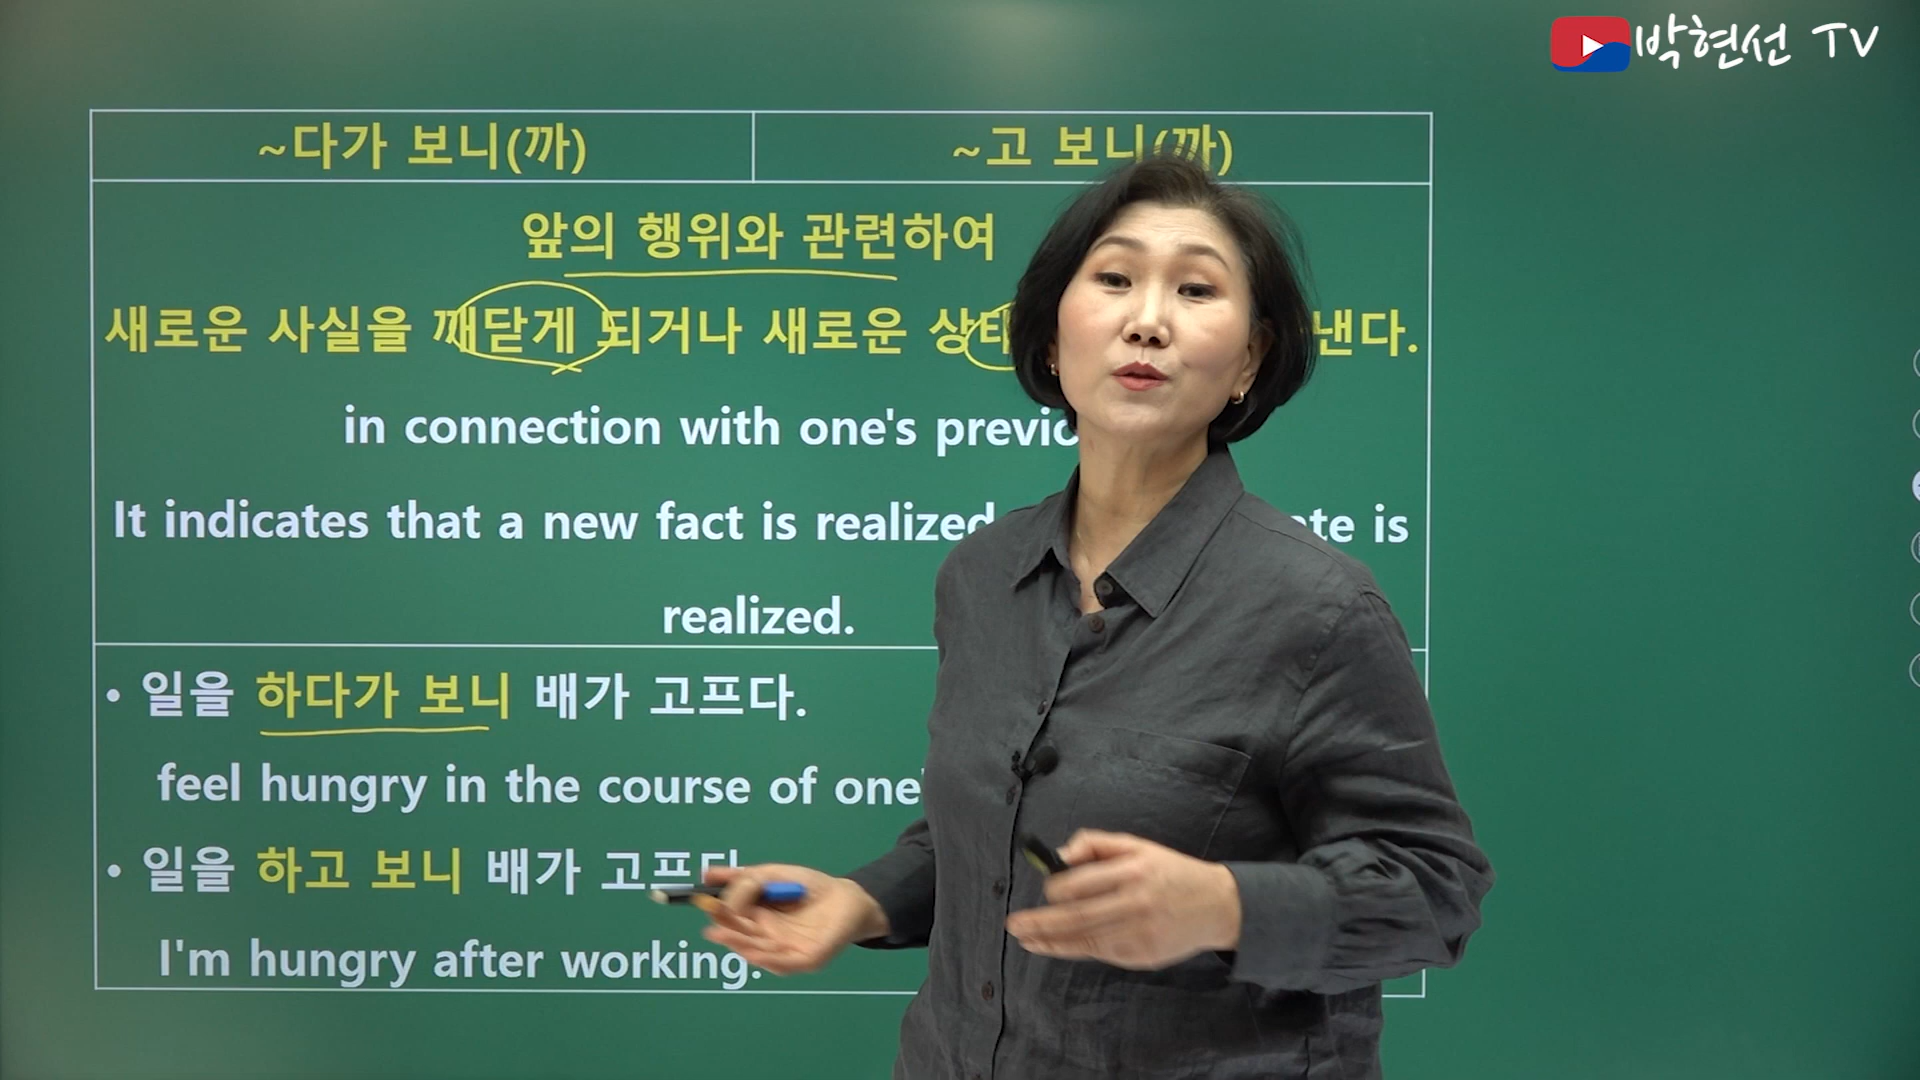 박현선 TV
~다가 보니(까)
~고 보니(까)
앞의 행위와 관련하여
새로운 사실을 깨닫게 되거나 새로운
in connection with one's
It indicates that a new fact is realized is
realized.
• 일을 하다가 보니 배가 고프다.
feel hungry in the course of
• 일을 하고 보니 배가
I'm hungry after working.